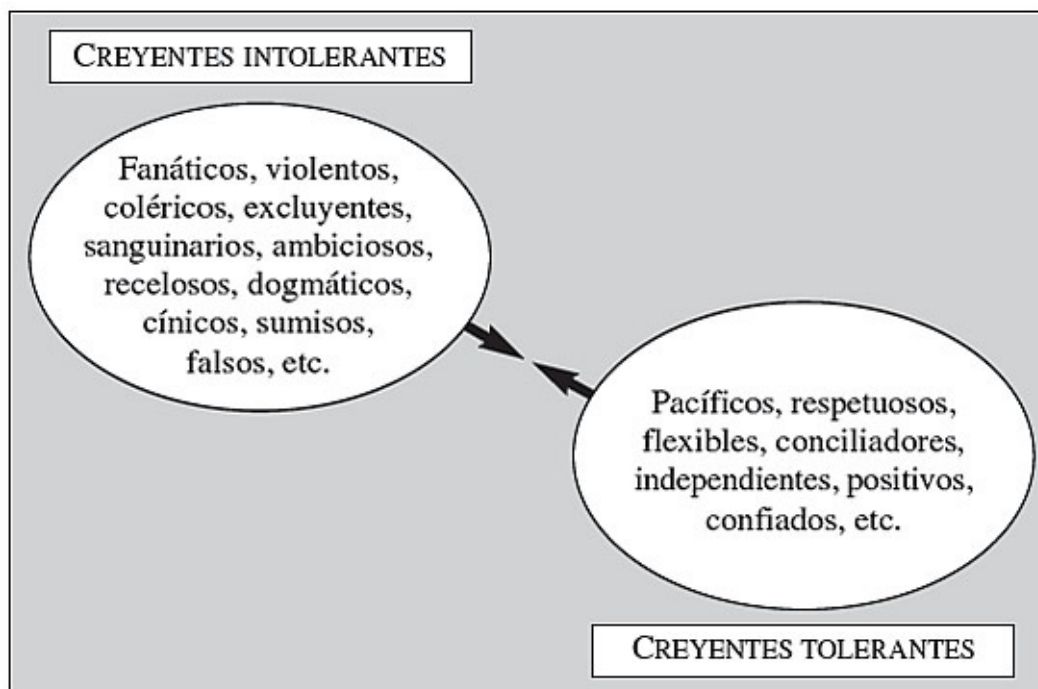 CREYENTES INTOLERANTES
Fanáticos, violentos,
coléricos, excluyentes,
sanguinarios, ambiciosos,
recelosos, dogmáticos,
cínicos, sumisos,
falsos, etc.
Pacíficos, respetuosos,
flexibles, conciliadores,
independientes, positivos,
confiados, etc.
CREYENTES TOLERANTES